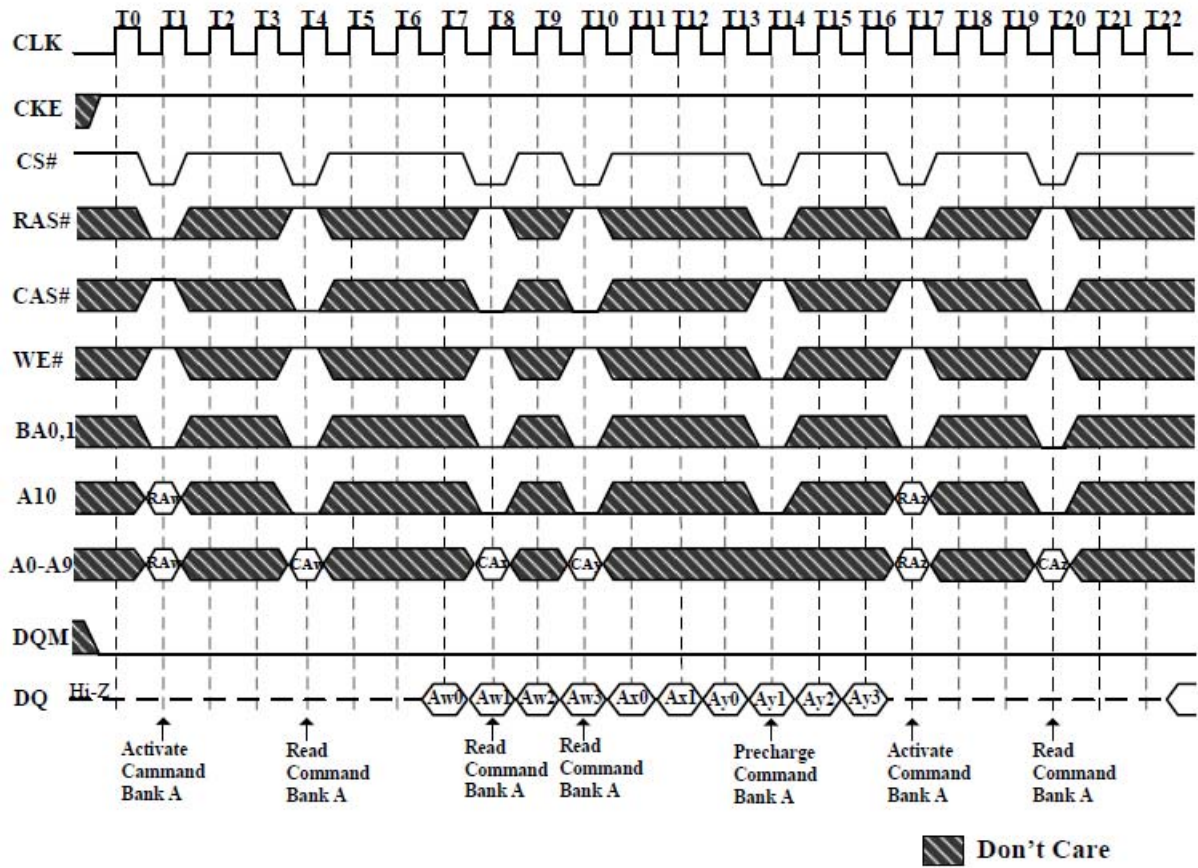 T0 T1 T2 T3 T4 T5 T6 T7 T8 T9 T10 T11 T12 T13 T14 T15 T16 T17 T18 T19 T20 T21 T22
CLK
CKE
CS#
RAS#
CAS#
WE#
BA0,1
A10 RAw RAz
A0-A9 RAw CAw CAx CAy RAz CAz
DQM
DQ Hi-Z Aw0 Aw1 Aw2 Aw3 Ax0 Ax1 Ay0 Ay1 Ay2 Ay3
Activate
Cammand
Bank A
Read
Command
Bank A
Read
Command
Bank A
Read
Command
Bank A
Precharge
Command
Bank A
Activate
Command
Bank A
Read
Command
Bank A
Don't Care